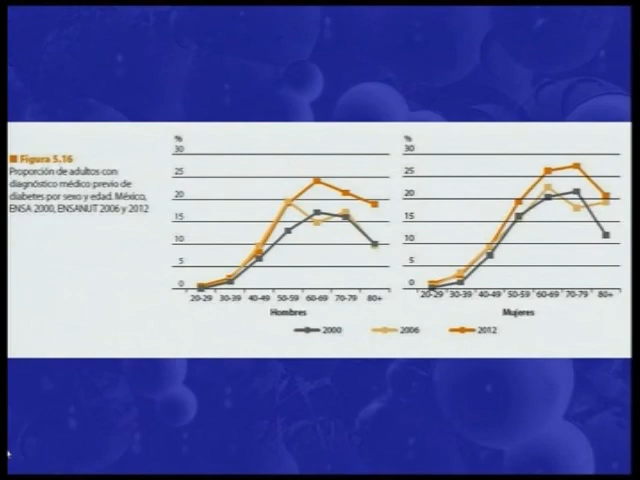 Figura 5.16
Proporción de adultos con
diagnóstico médico previo de
diabetes por sexo y edad. México,
ENSA 2000, ENSANUT 2006 y 2012
%
30
25
20
15
10
5
0
20-29 30-39 40-49 50-59 60-69 70-79 80+
Hombres
%
30
25
20
15
10
5
0
20-29 30-39 40-49 50-59 60-69 70-79 80+
Mujeres
2000 2006 2012